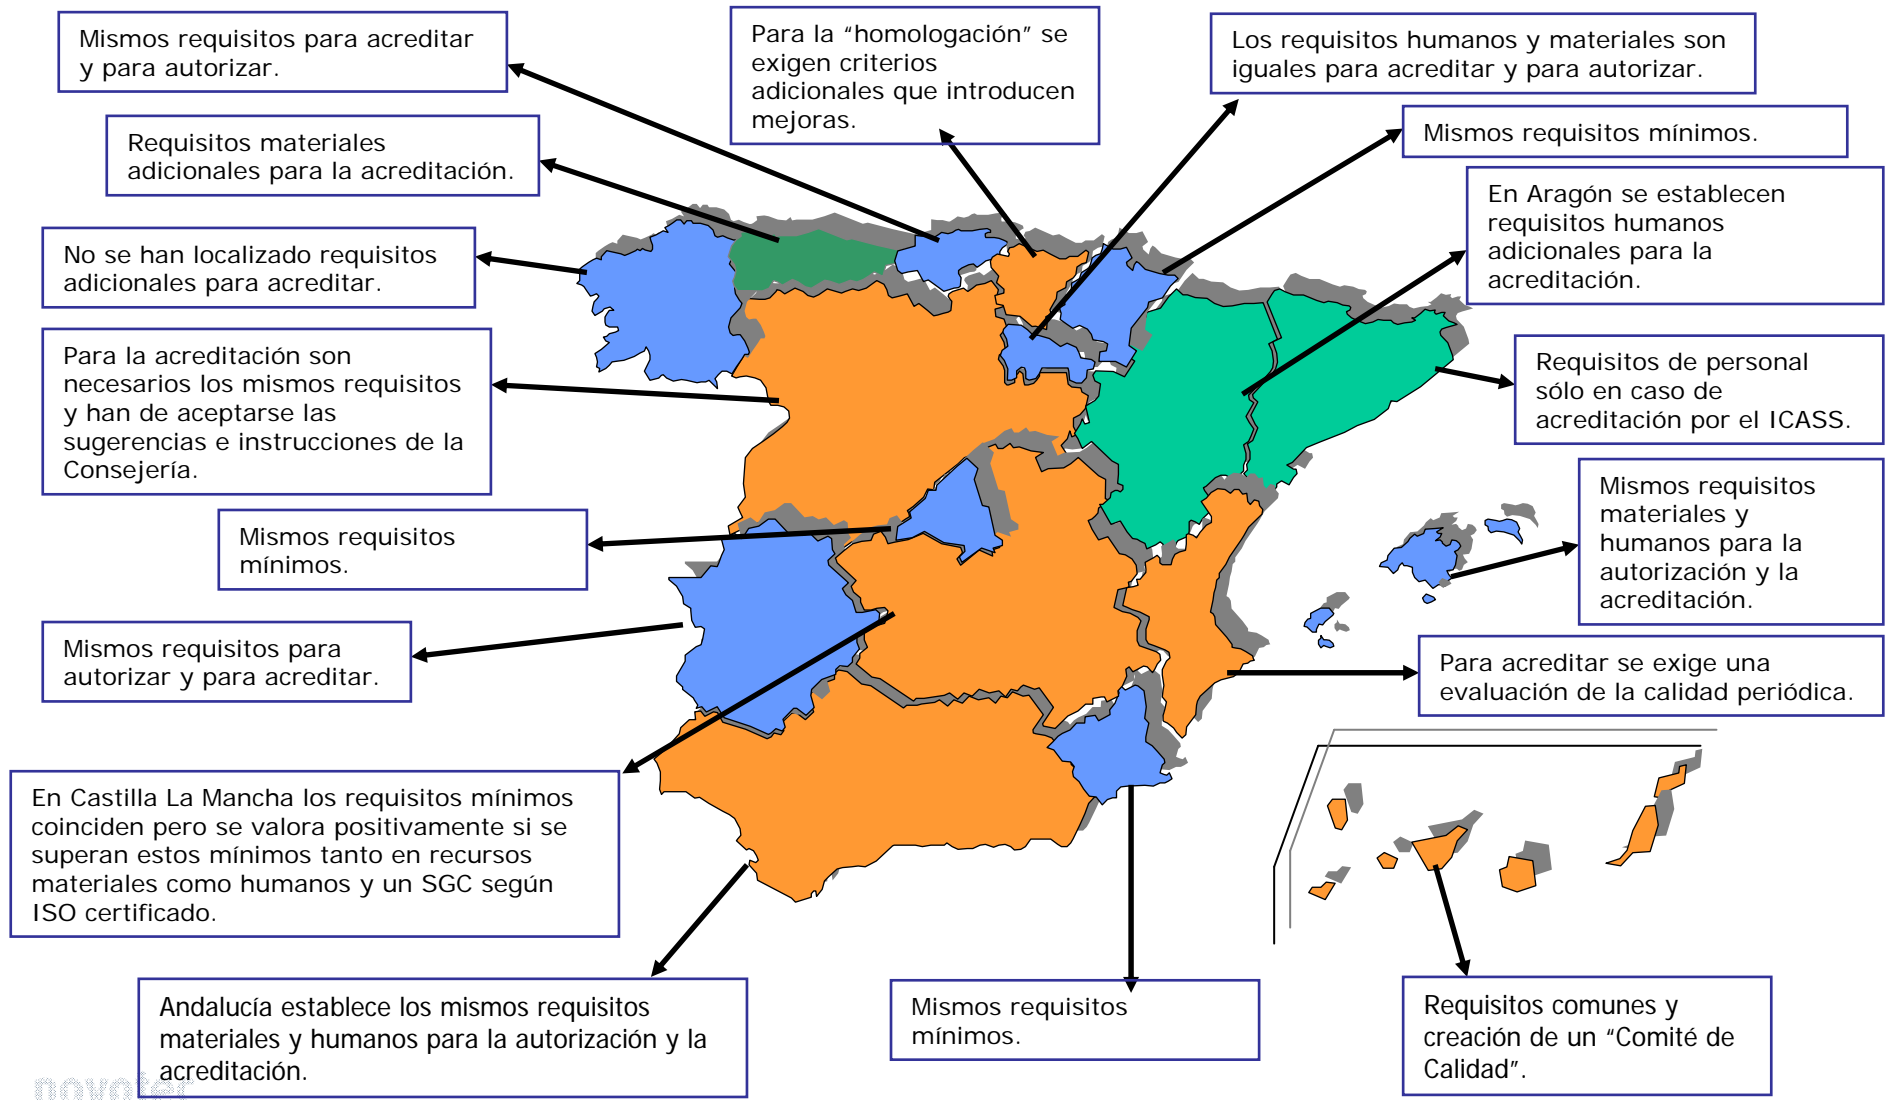 Mismos requisitos para acreditar
y para autorizar.
Para la “homologación” se
exigen criterios
adicionales que introducen
mejoras.
Los requisitos humanos y materiales son
iguales para acreditar y para autorizar.
Requisitos materiales
adicionales para la acreditación.
Mismos requisitos mínimos.
En Aragón se establecen
requisitos humanos
adicionales para la
acreditación.
No se han localizado requisitos
adicionales para acreditar.
Para la acreditación son
necesarios los mismos requisitos
y han de aceptarse las
sugerencias e instrucciones de la
Consejería.
Requisitos de personal
sólo en caso de
acreditación por el ICASS.
Mismos requisitos
materiales y
humanos para la
autorización y la
acreditación.
Mismos requisitos
mínimos.
Mismos requisitos para
autorizar y para acreditar.
Para acreditar se exige una
evaluación de la calidad periódica.
En Castilla La Mancha los requisitos mínimos
coinciden pero se valora positivamente si se
superan estos mínimos tanto en recursos
materiales como humanos y un SGC según
ISO certificado.
Andalucía establece los mismos requisitos
materiales y humanos para la autorización y la
acreditación.
Mismos requisitos
mínimos.
Requisitos comunes y
creación de un “Comité de
Calidad”.
novotec